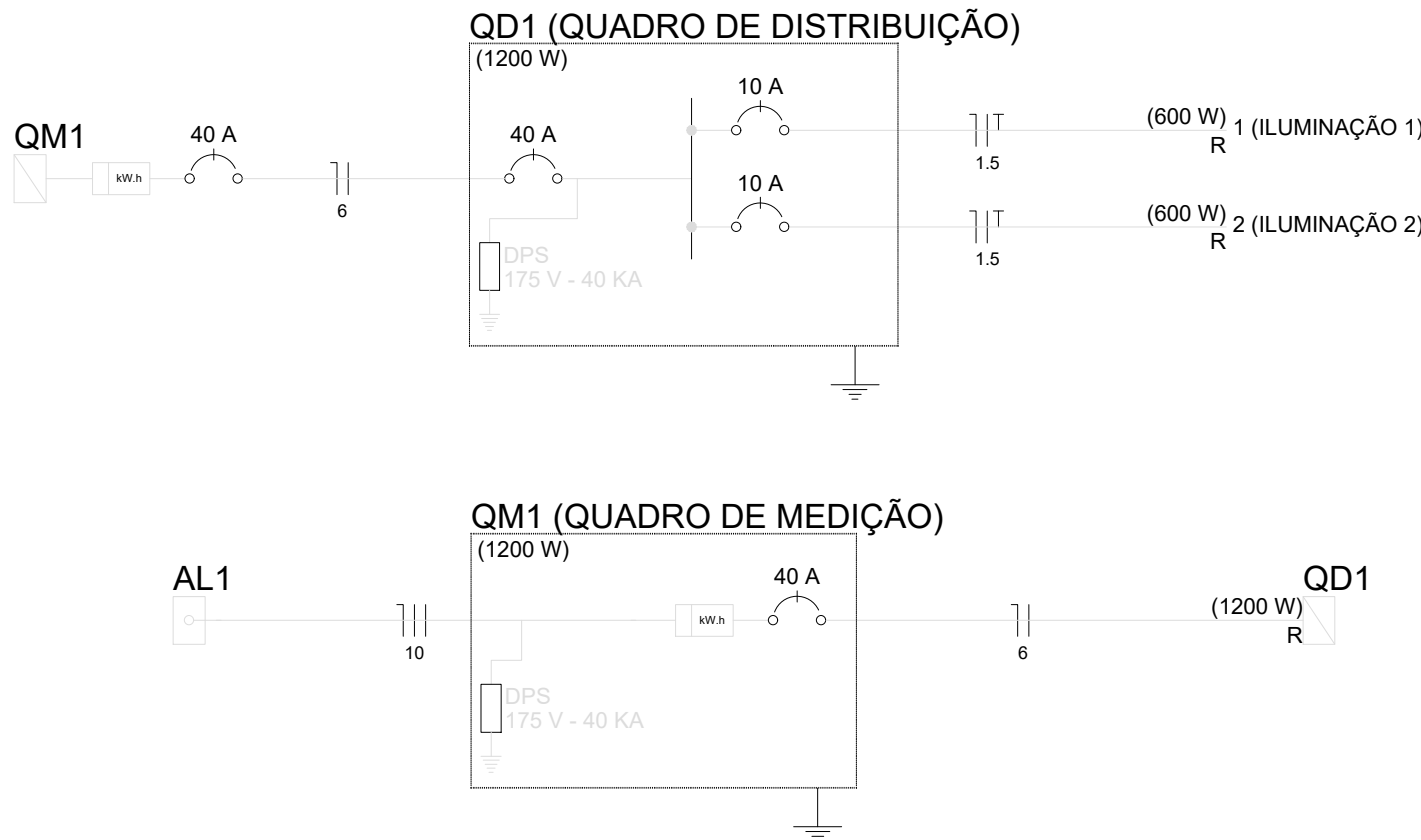 QD1 (QUADRO DE DISTRIBUIÇÃO)
(1200 W)
10 A
QM1
40 A
40 A
(600 W)
1 (ILUMINAÇÃO 1)
R
1.5
kW.h
10 A
6
(600 W)
2 (ILUMINAÇÃO 2)
R
1.5
DPS
175 V - 40 KA
QM1 (QUADRO DE MEDIÇÃO)
(1200 W)
AL1
40 A
QD1
(1200 W)
kW.h
R
10
6
DPS
175 V - 40 KA